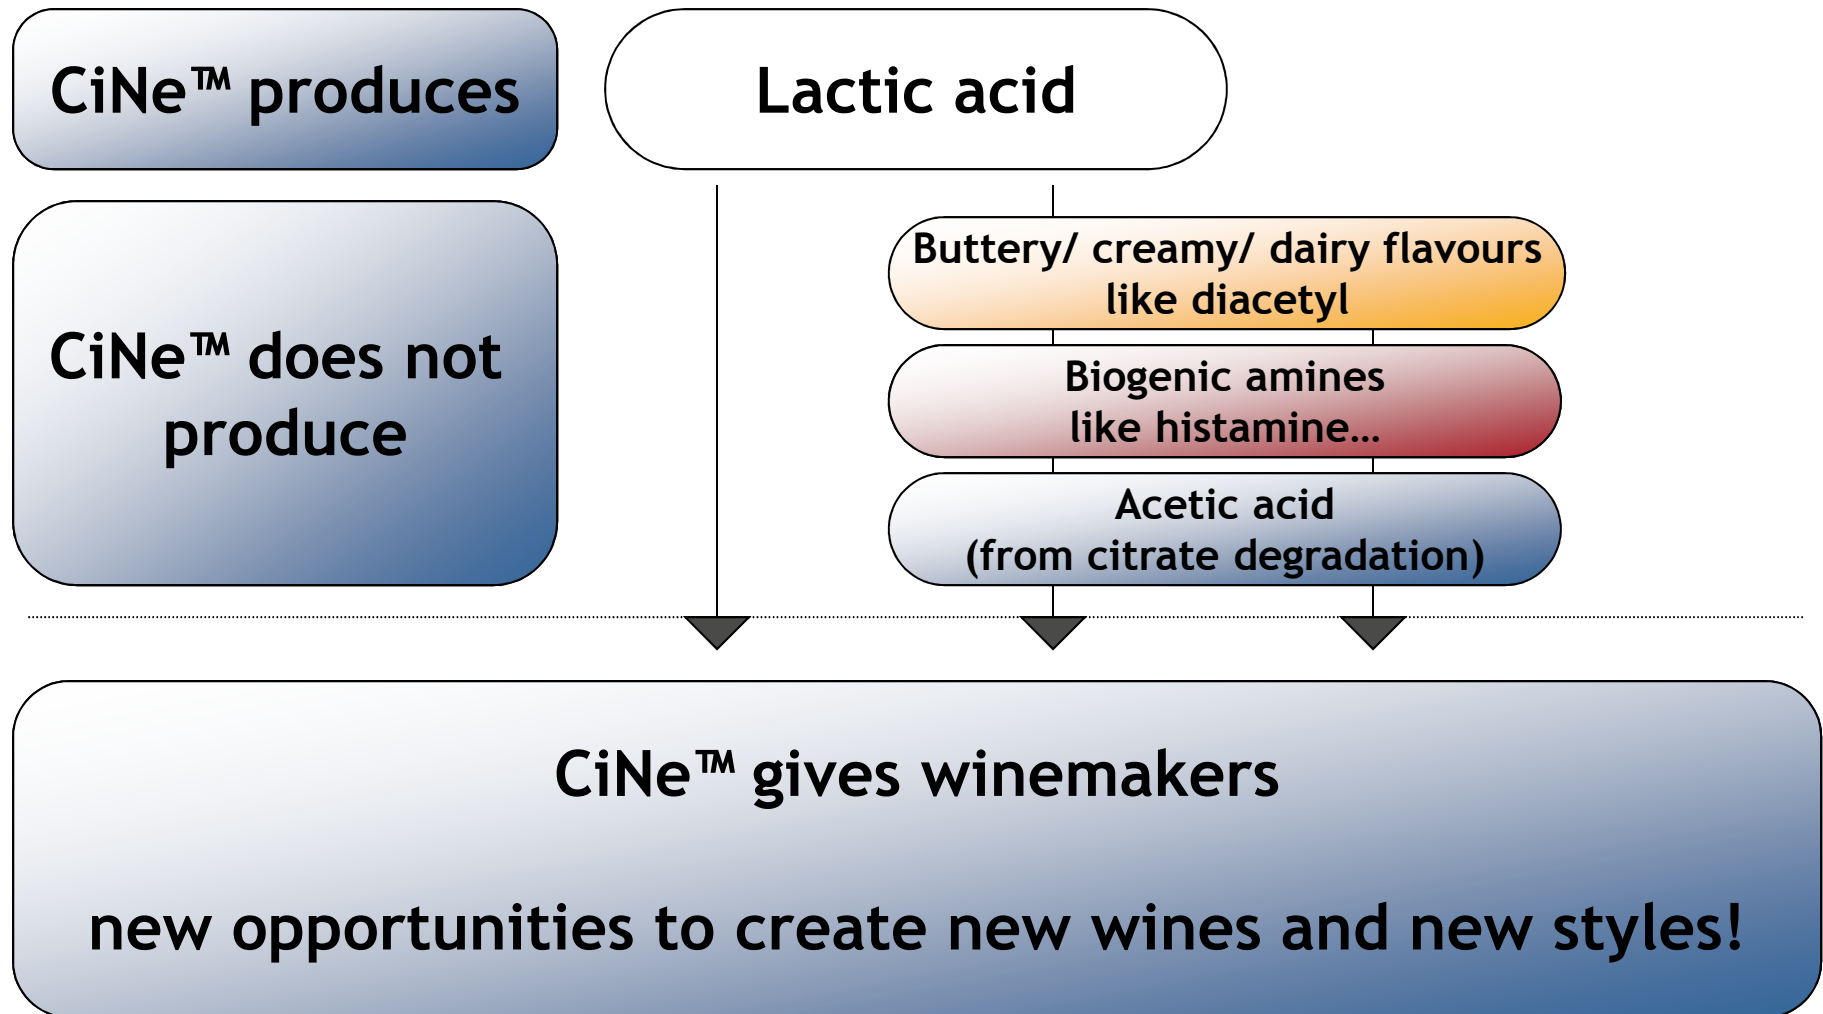 CiNe™ produces
Lactic acid
CiNe™ does not
produce
Buttery/ creamy/ dairy flavours
like diacetyl
Biogenic amines
like histamine...
Acetic acid
(from citrate degradation)
CiNe™ gives winemakers
new opportunities to create new wines and new styles!